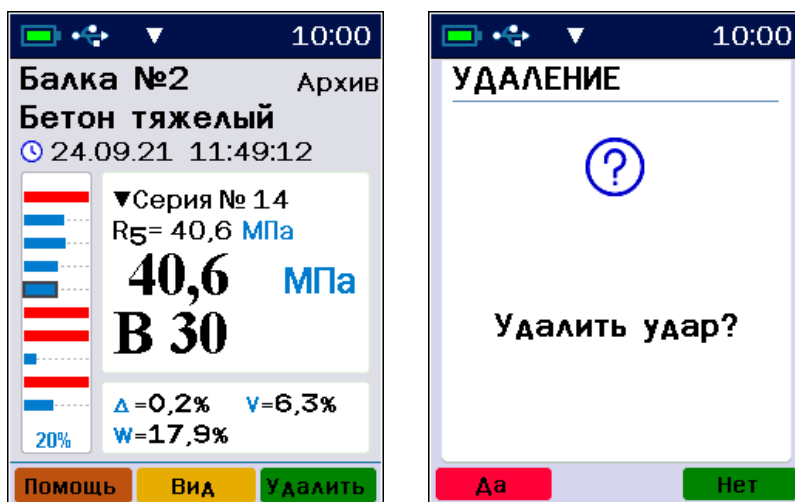 10:00
Балка №2 Архив
Бетон тяжелый
24.09.21 11:49:12
▼Серия № 14
R5= 40,6 МПа
40,6 МПа
В 30
Δ=0,2% V=6,3%
W=17,9%
20%
Помощь Вид Удалить
10:00
УДАЛЕНИЕ
?
Удалить удар?
Да Нет